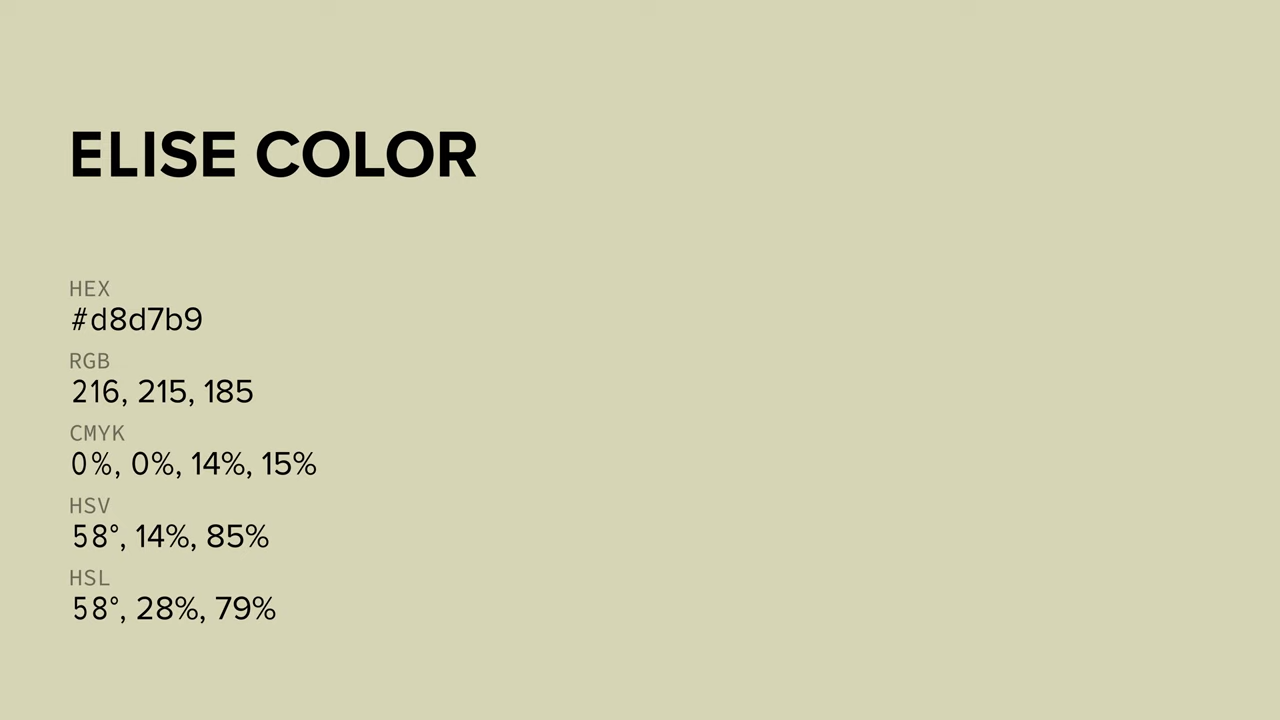 ELISE COLOR
HEX
#d8d7b9
RGB
216, 215, 185
CMYK
0%, 0%, 14%, 15%
HSV
58°, 14%, 85%
HSL
58°, 28%, 79%